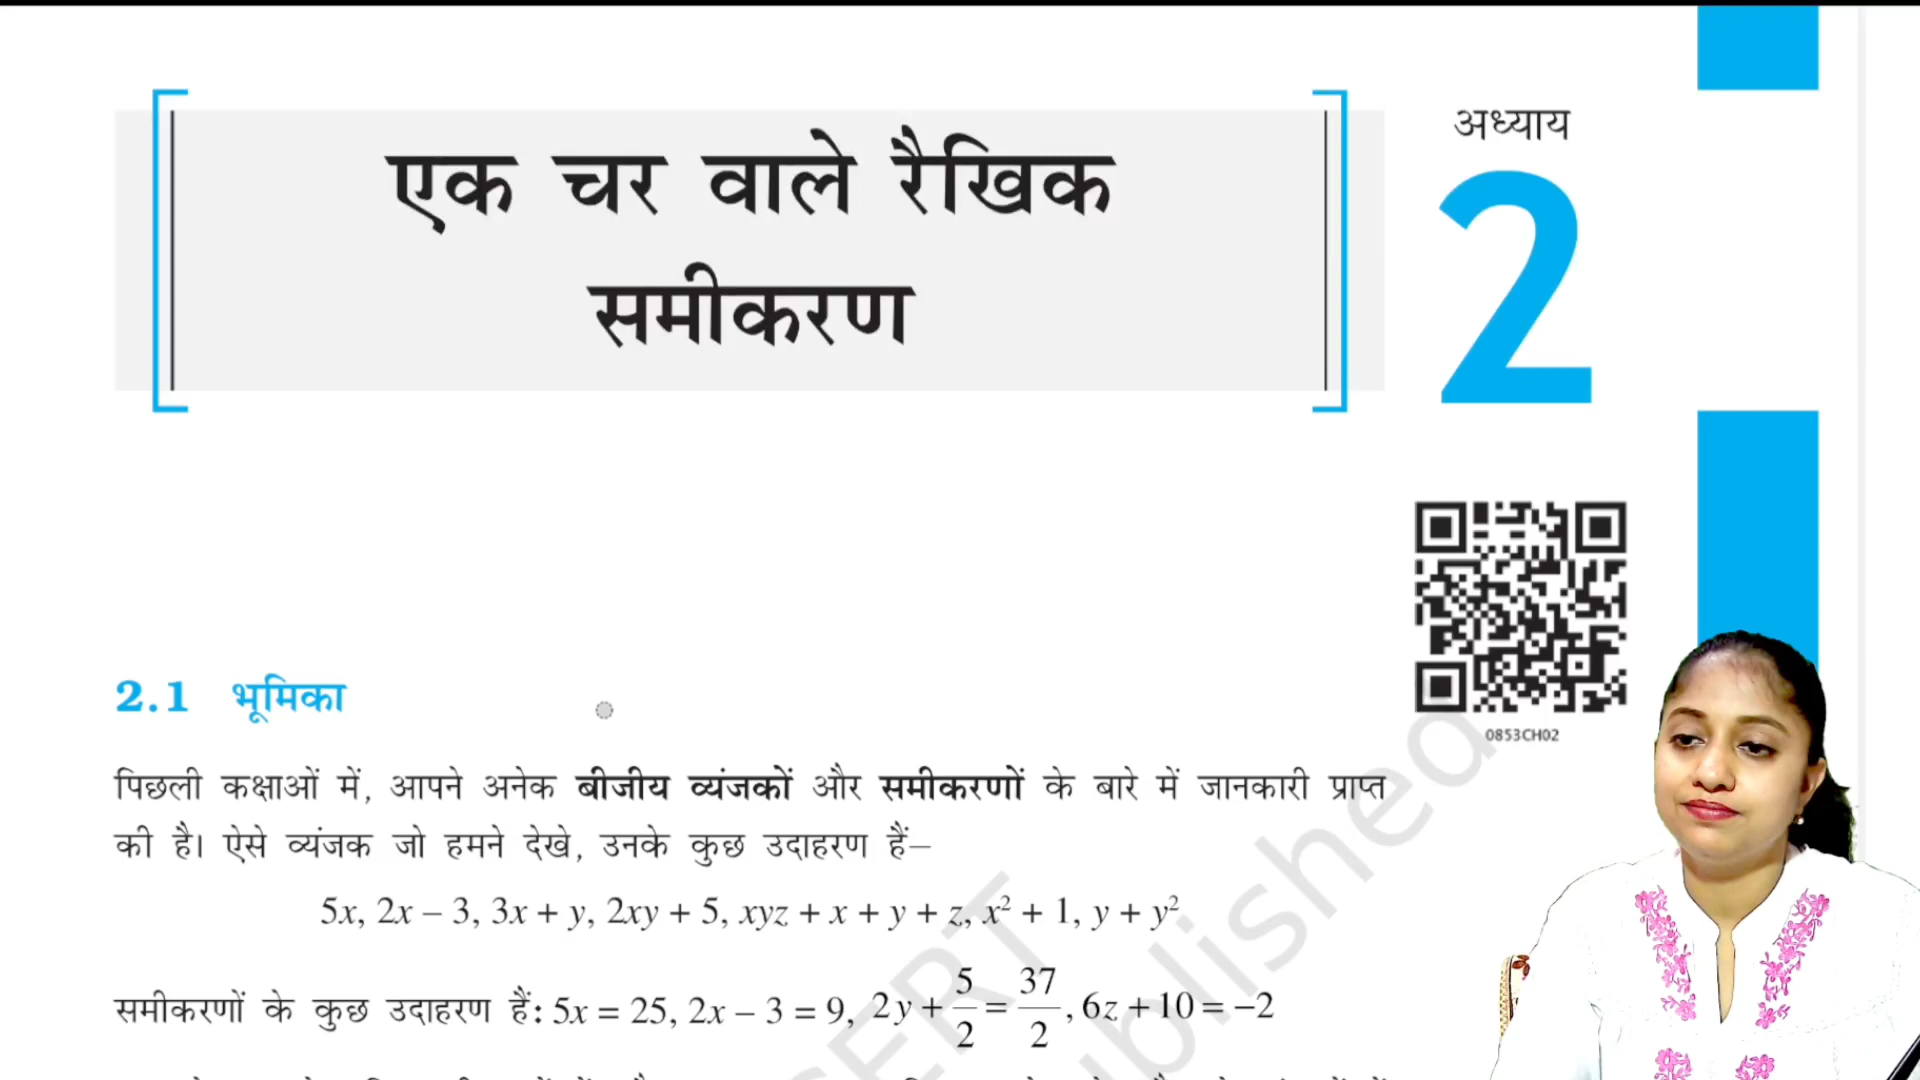 एक चर वाले रैखिक
समीकरण
अध्याय
2
0853CH02
2.1 भूमिका
पिछली कक्षाओं में, आपने अनेक बीजीय व्यंजकों और समीकरणों के बारे में जानकारी प्राप्त
की है। ऐसे व्यंजक जो हमने देखे, उनके कुछ उदाहरण हैं–
5x, 2x – 3, 3x + y, 2xy + 5, xyz + x + y + z, x² + 1, y + y²
समीकरणों के कुछ उदाहरण हैं: 5x = 25, 2x – 3 = 9, 2y + 5/2 = 37/2, 6z + 10 = –2